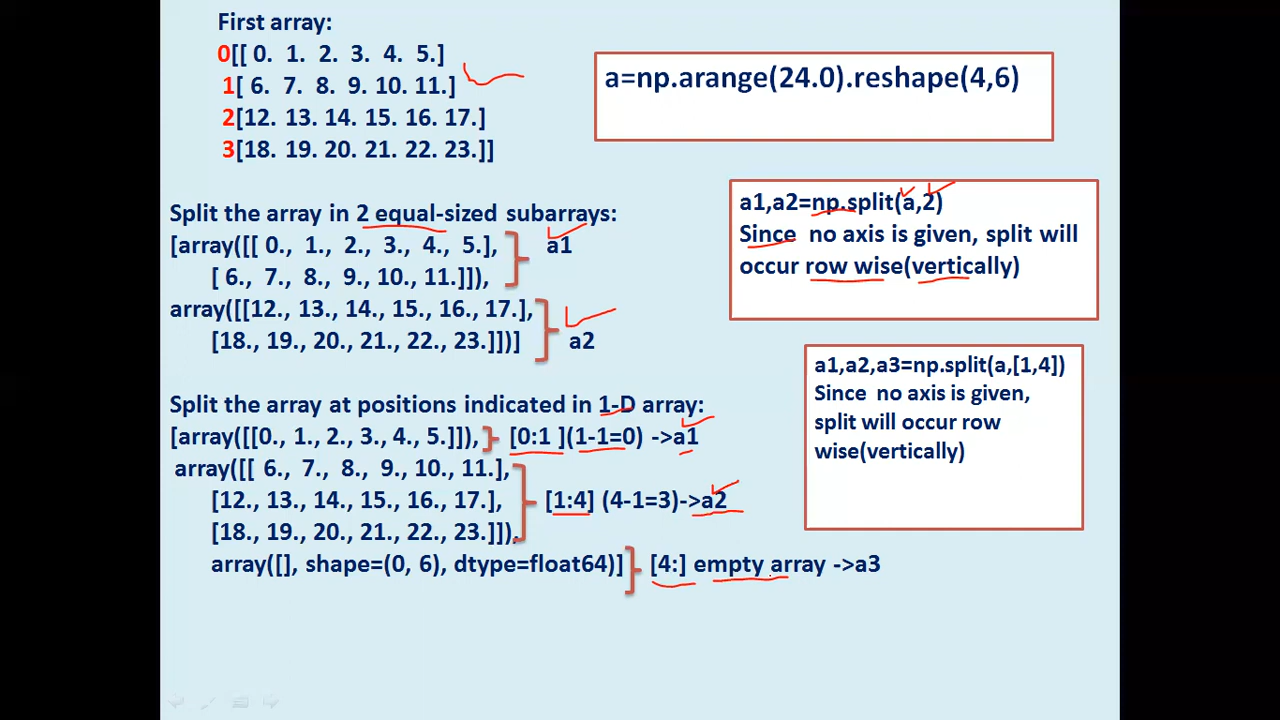 First array:
0[[ 0. 1. 2. 3. 4. 5.]
1[ 6. 7. 8. 9. 10. 11.]
2[12. 13. 14. 15. 16. 17.]
3[18. 19. 20. 21. 22. 23.]]
a=np.arange(24.0).reshape(4,6)
Split the array in 2 equal-sized subarrays:
[array([[ 0., 1., 2., 3., 4., 5.],
[ 6., 7., 8., 9., 10., 11.]]),
a1
array([[12., 13., 14., 15., 16., 17.],
[18., 19., 20., 21., 22., 23.]])]
a2
a1,a2=np.split(a,2)
Since no axis is given, split will
occur row wise(vertically)
Split the array at positions indicated in 1-D array:
[array([[0., 1., 2., 3., 4., 5.]]), [0:1 ](1-1=0) ->a1
array([[ 6., 7., 8., 9., 10., 11.],
[12., 13., 14., 15., 16., 17.], [1:4] (4-1=3)->a2
[18., 19., 20., 21., 22., 23.]]),
array([], shape=(0, 6), dtype=float64)] [4:] empty array ->a3
a1,a2,a3=np.split(a,[1,4])
Since no axis is given,
split will occur row
wise(vertically)